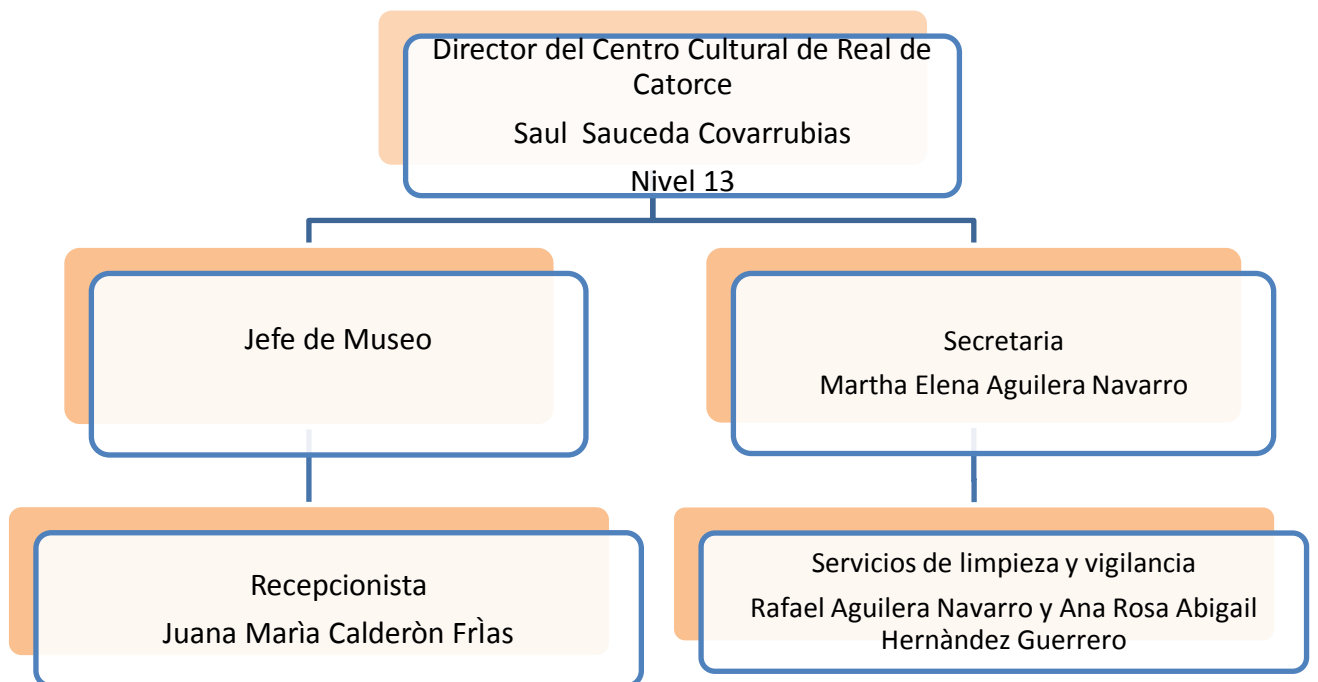 Director del Centro Cultural de Real de
Catorce
Saul Sauceda Covarrubias
Nivel 13
Jefe de Museo
Secretaria
Martha Elena Aguilera Navarro
Recepcionista
Juana Marìa Calderòn FrÌas
Servicios de limpieza y vigilancia
Rafael Aguilera Navarro y Ana Rosa Abigail
Hernàndez Guerrero